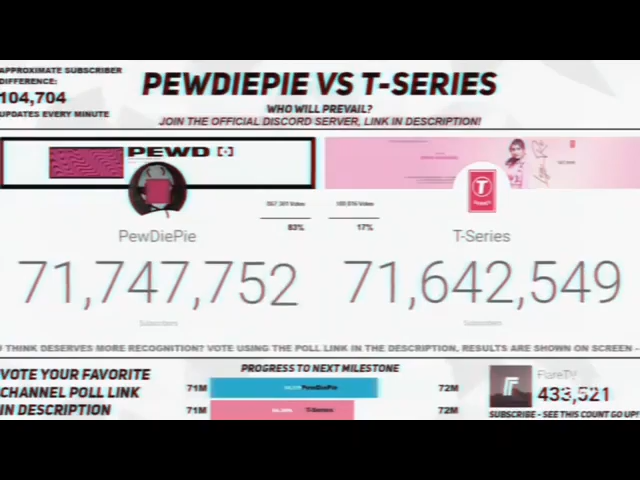 APPROXIMATE SUBSCRIBER
DIFFERENCE:
104,704
UPDATES EVERY MINUTE
PEWDIEPIE VS T-SERIES
WHO WILL PREVAIL?
JOIN THE OFFICIAL DISCORD SERVER, LINK IN DESCRIPTION!
PEWD
PewDiePie
83%
17%
T-Series
71,747,752
71,642,549
Subscribers
Subscribers
THINK DESERVES MORE RECOGNITION? VOTE USING THE POLL LINK IN THE DESCRIPTION, RESULTS ARE SHOWN ON SCREEN --
VOTE YOUR FAVORITE
CHANNEL POLL LINK
IN DESCRIPTION
PROGRESS TO NEXT MILESTONE
71M
PewDiePie
72M
71M
T-Series
72M
FlareTV
433,521
SUBSCRIBE - SEE THIS COUNT GO UP!